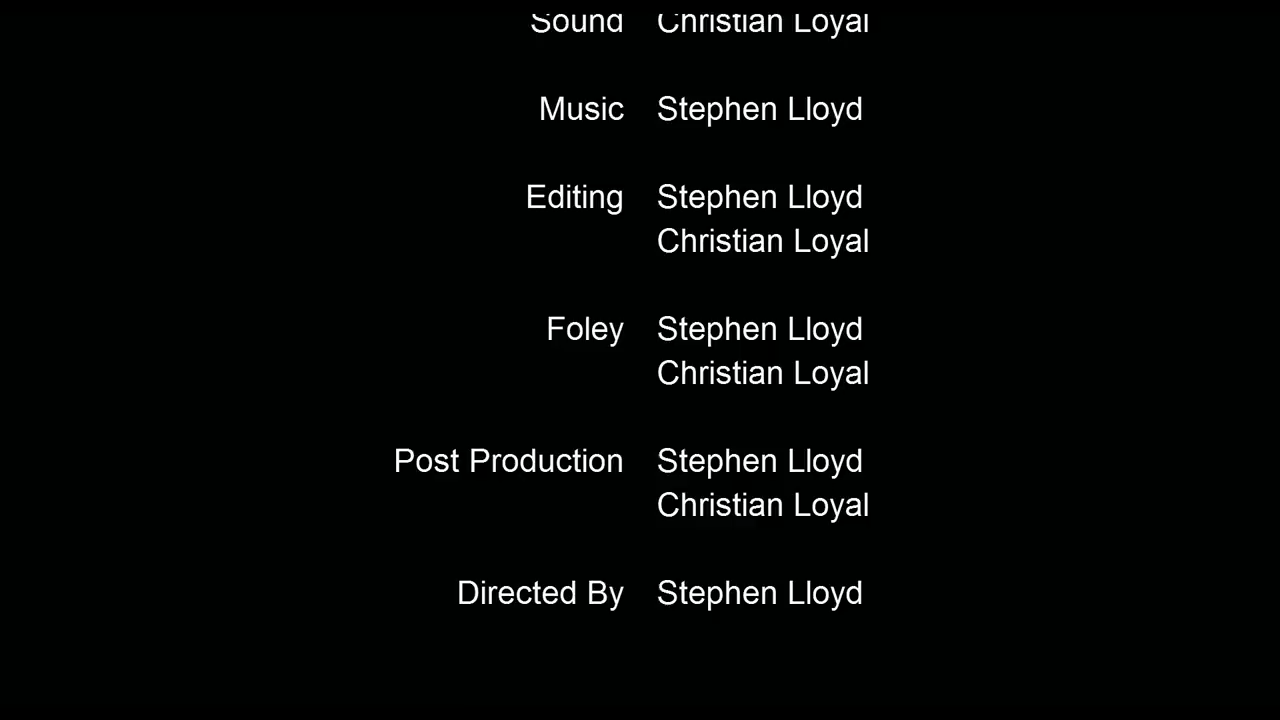 Sound Christian Loyal
Music Stephen Lloyd
Editing Stephen Lloyd
Christian Loyal
Foley Stephen Lloyd
Christian Loyal
Post Production Stephen Lloyd
Christian Loyal
Directed By Stephen Lloyd